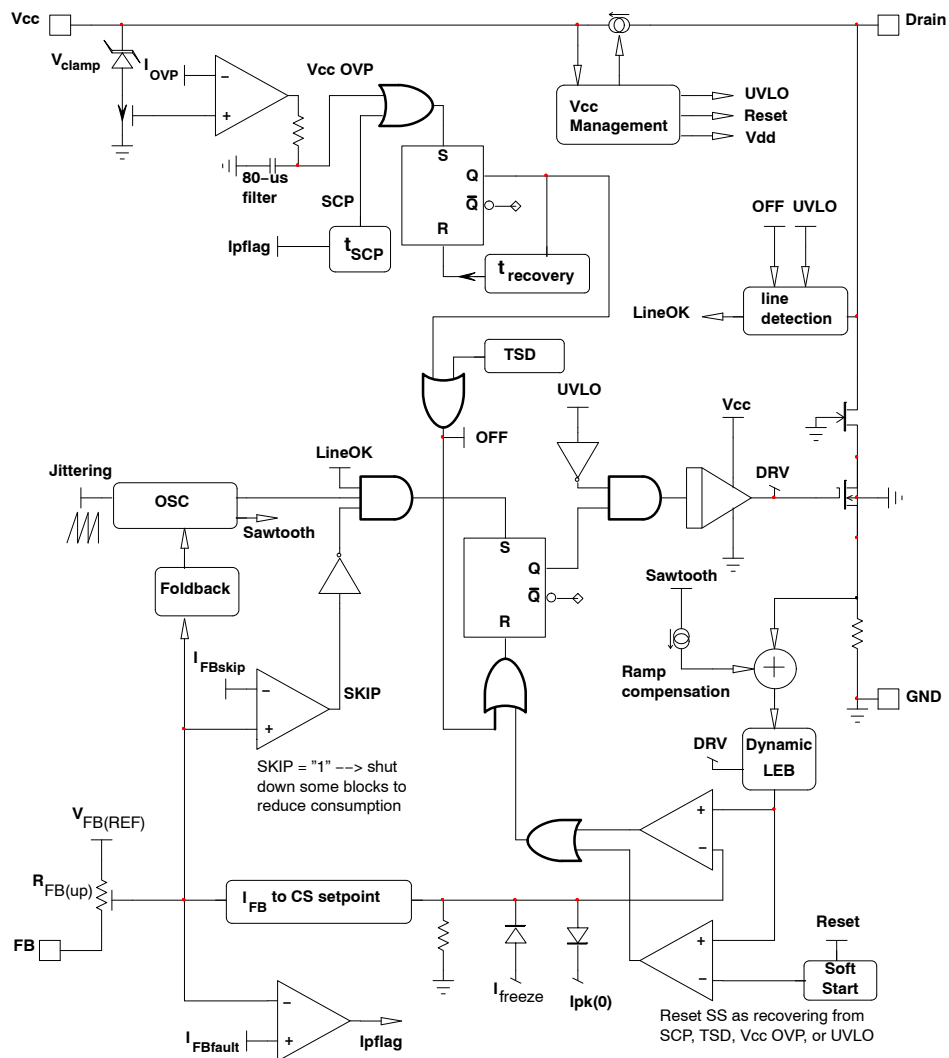 Vcc
Drain
Vclamp
IOVP
−
+
Vcc OVP
80−us
filter
SCP
Ipflag
tSCP
S
Q
Q̅
R
trecovery
Vcc
Management
UVLO
Reset
Vdd
OFF UVLO
LineOK
line
detection
TSD
OFF
UVLO
Vcc
DRV
LineOK
Jittering
OSC
Sawtooth
Foldback
S
Q
Q̅
R
Sawtooth
Ramp
compensation
+
GND
IFBskip
−
+
SKIP
SKIP = ”1” −−> shut
down some blocks to
reduce consumption
DRV
Dynamic
LEB
VFB(REF)
RFB(up)
FB
IFB to CS setpoint
+
−
Ifreeze
Ipk(0)
+
−
Reset
Soft
Start
Reset SS as recovering from
SCP, TSD, Vcc OVP, or UVLO
IFBfault
−
+
Ipflag